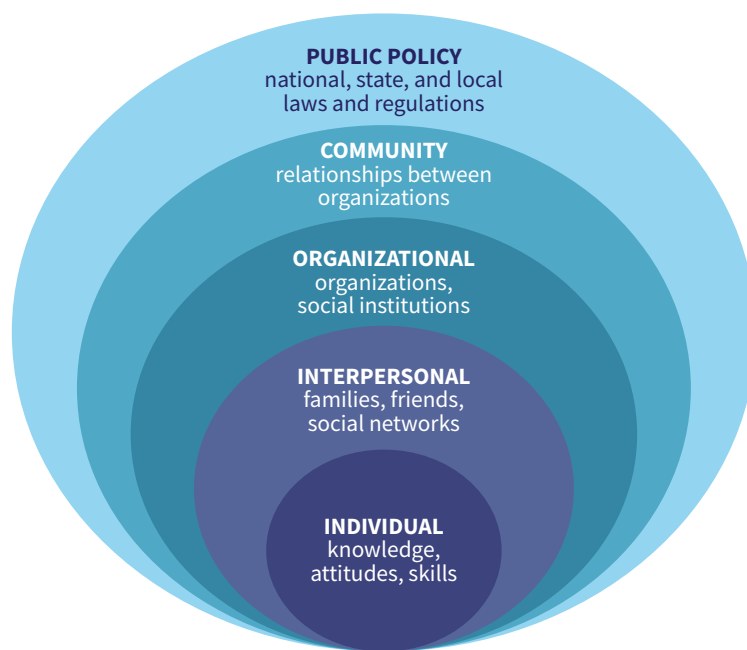 PUBLIC POLICY
national, state, and local
laws and regulations
COMMUNITY
relationships between
organizations
ORGANIZATIONAL
organizations,
social institutions
INTERPERSONAL
families, friends,
social networks
INDIVIDUAL
knowledge,
attitudes, skills